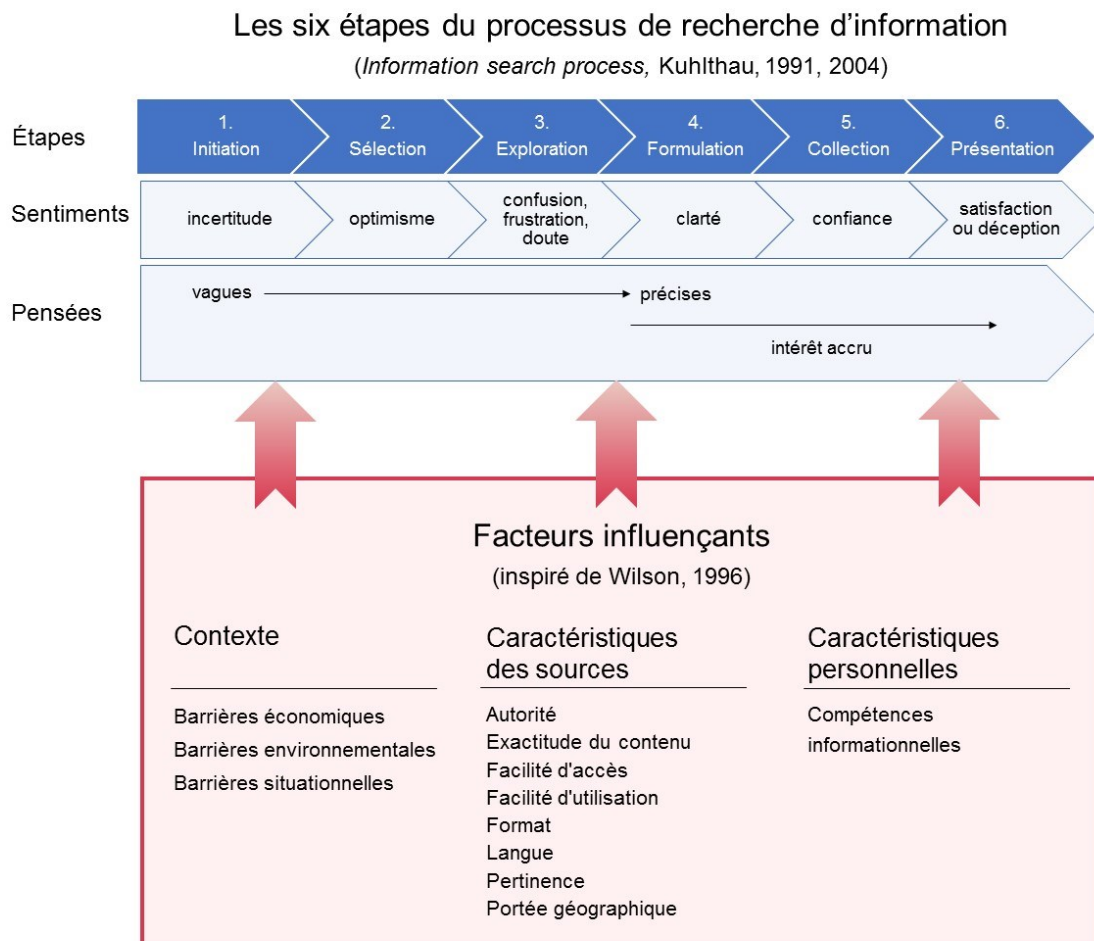 Les six étapes du processus de recherche d'information
(Information search process, Kuhlthau, 1991, 2004)
Étapes
1.
Initiation
2.
Sélection
3.
Exploration
4.
Formulation
5.
Collection
6.
Présentation
Sentiments
incertitude
optimisme
confusion,
frustration,
doute
clarté
confiance
satisfaction
ou déception
Pensées
vagues
précises
intérêt accru
Facteurs influençants
(inspiré de Wilson, 1996)
Contexte
Barrières économiques
Barrières environnementales
Barrières situationnelles
Caractéristiques
des sources
Autorité
Exactitude du contenu
Facilité d'accès
Facilité d'utilisation
Format
Langue
Pertinence
Portée géographique
Caractéristiques
personnelles
Compétences
informationnelles